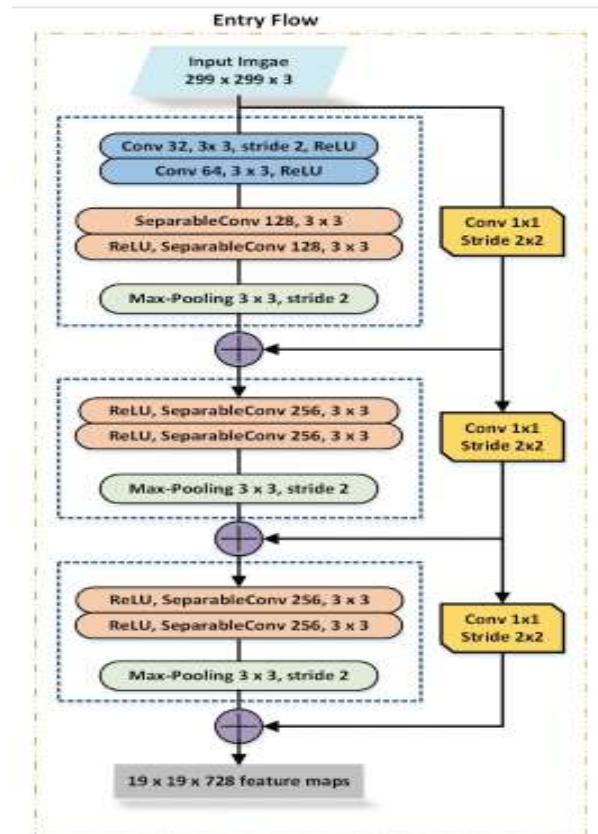 Entry Flow
Input Imgae
299 x 299 x 3
Conv 32, 3x 3, stride 2, ReLU
Conv 64, 3 x 3, ReLU
SeparableConv 128, 3 x 3
ReLU, SeparableConv 128, 3 x 3
Conv 1x1
Stride 2x2
Max-Pooling 3 x 3, stride 2
ReLU, SeparableConv 256, 3 x 3
ReLU, SeparableConv 256, 3 x 3
Conv 1x1
Stride 2x2
Max-Pooling 3 x 3, stride 2
ReLU, SeparableConv 256, 3 x 3
ReLU, SeparableConv 256, 3 x 3
Conv 1x1
Stride 2x2
Max-Pooling 3 x 3, stride 2
19 x 19 x 728 feature maps